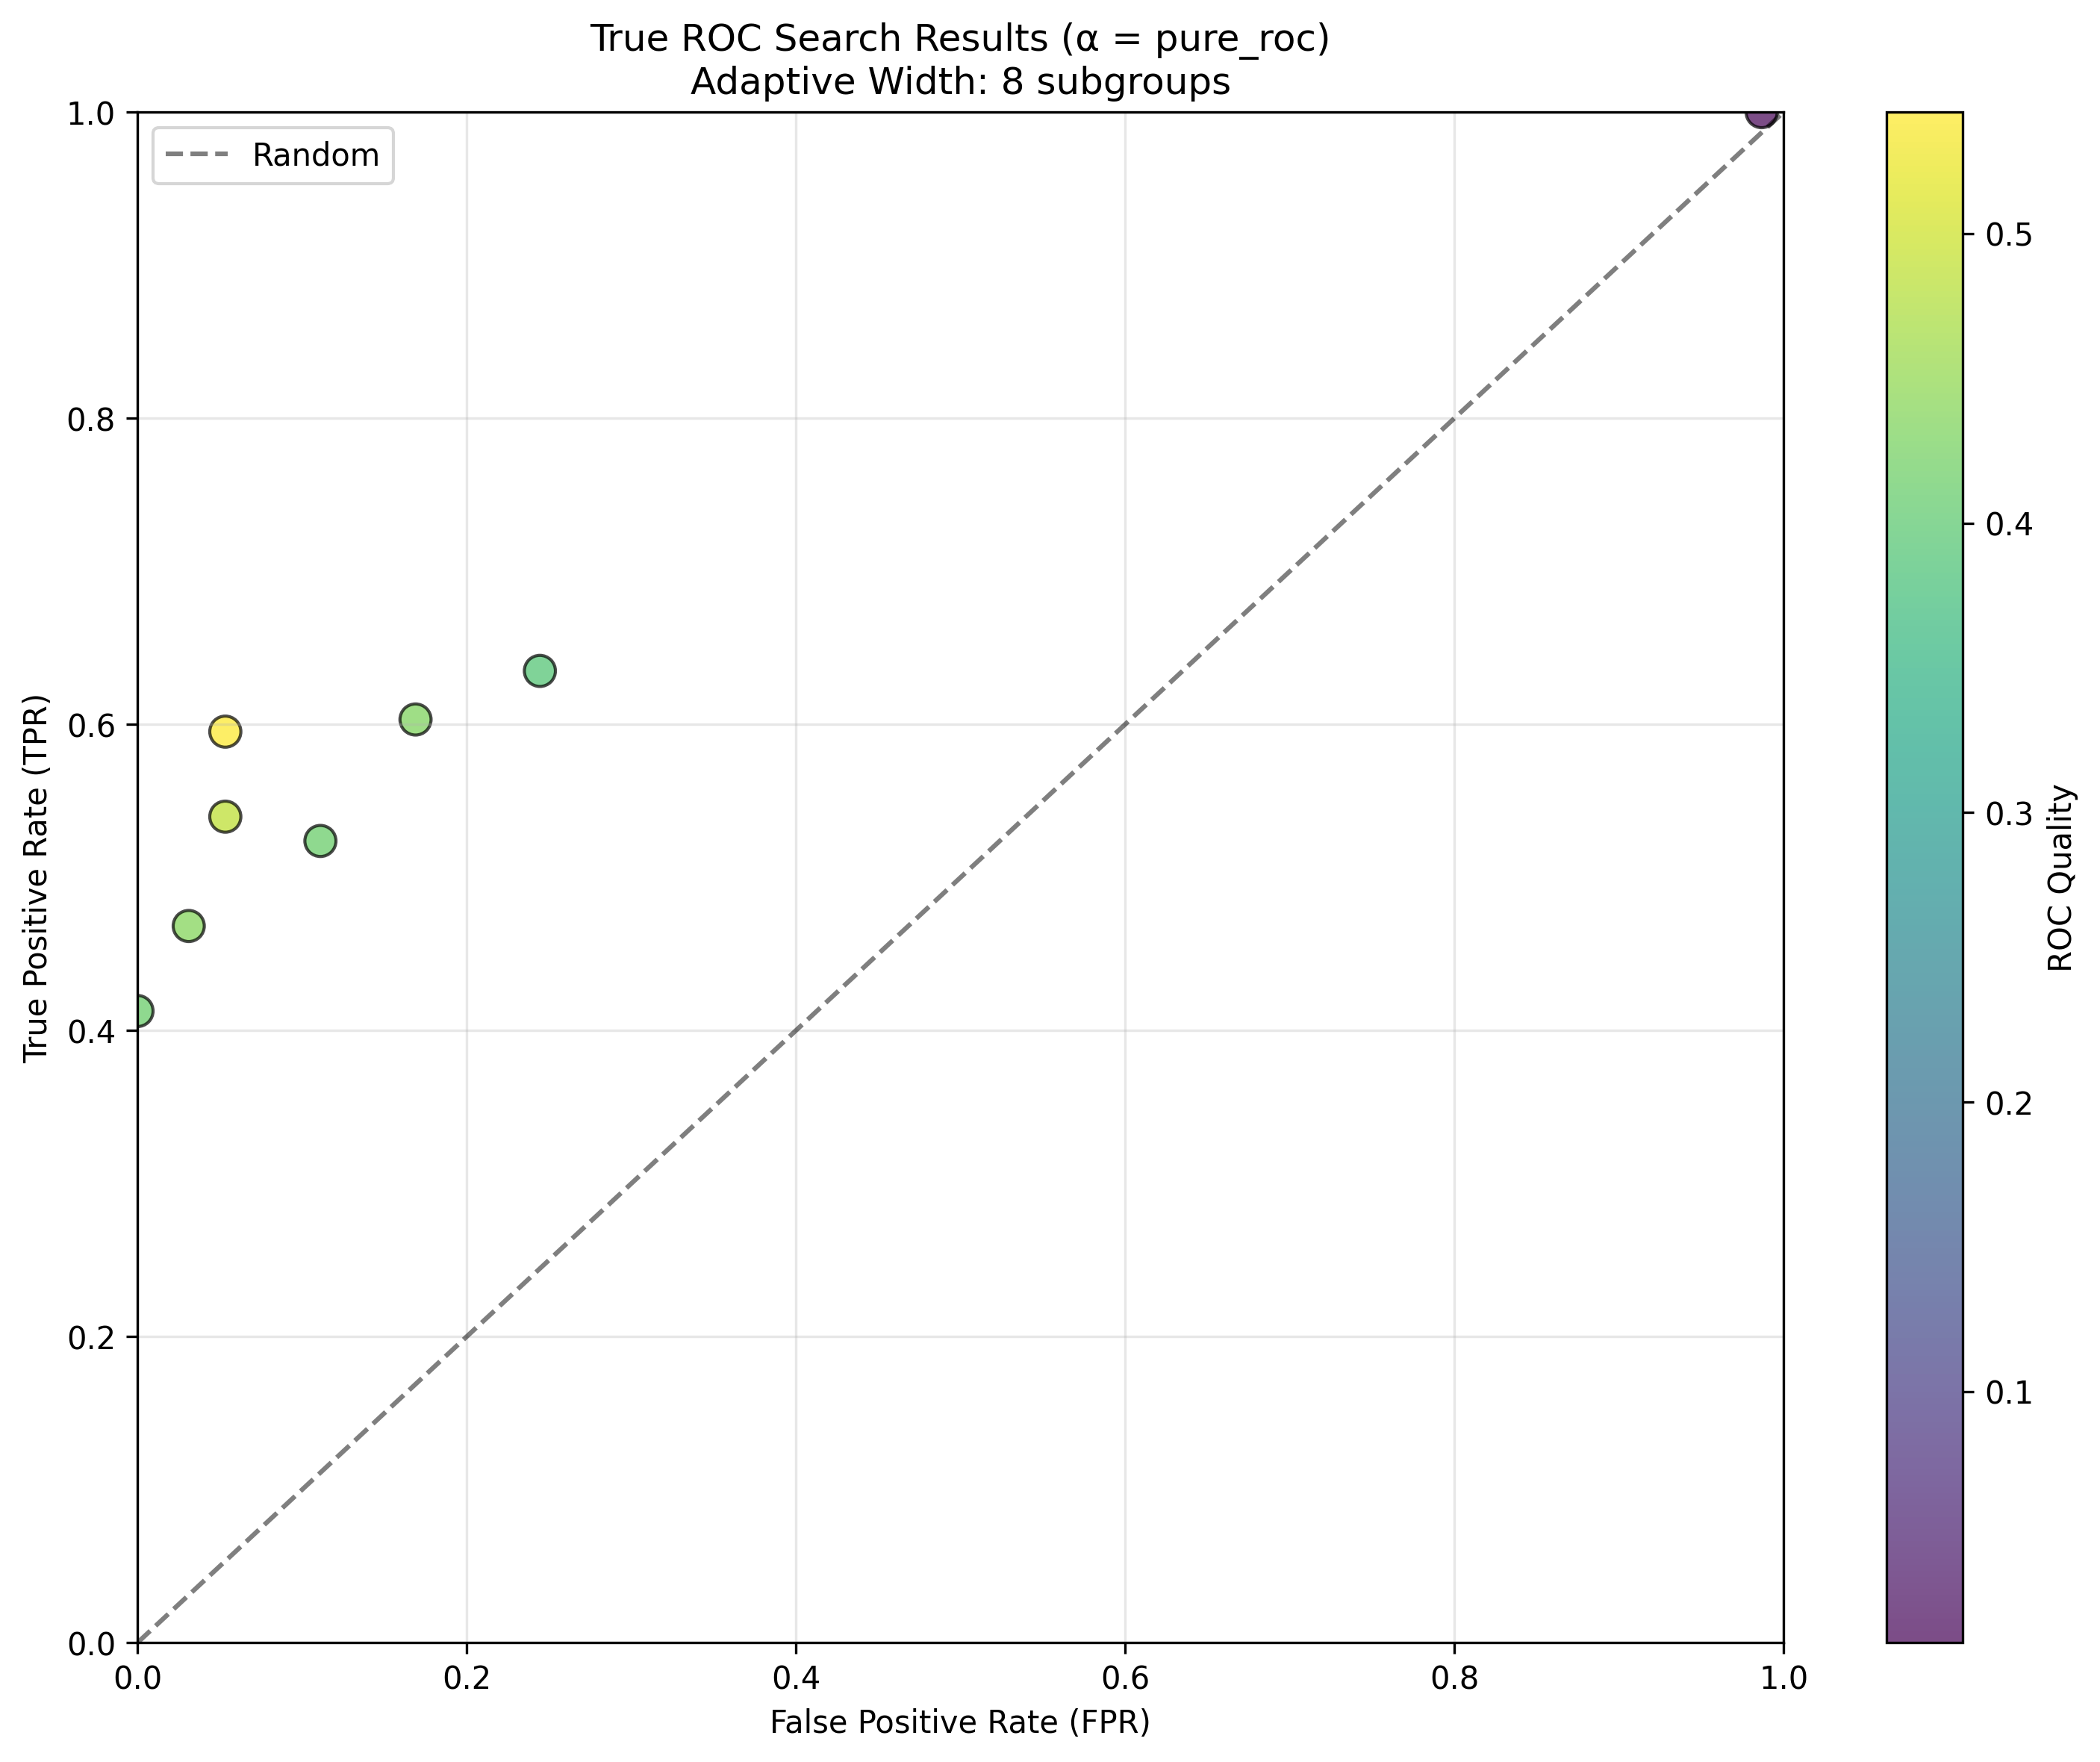 True ROC Search Results (α = pure_roc)
Adaptive Width: 8 subgroups
Random
True Positive Rate (TPR)
1.0
0.8
0.6
0.4
0.2
0.0
0.0
0.2
0.4
0.6
0.8
1.0
False Positive Rate (FPR)
0.5
0.4
0.3
0.2
0.1
ROC Quality